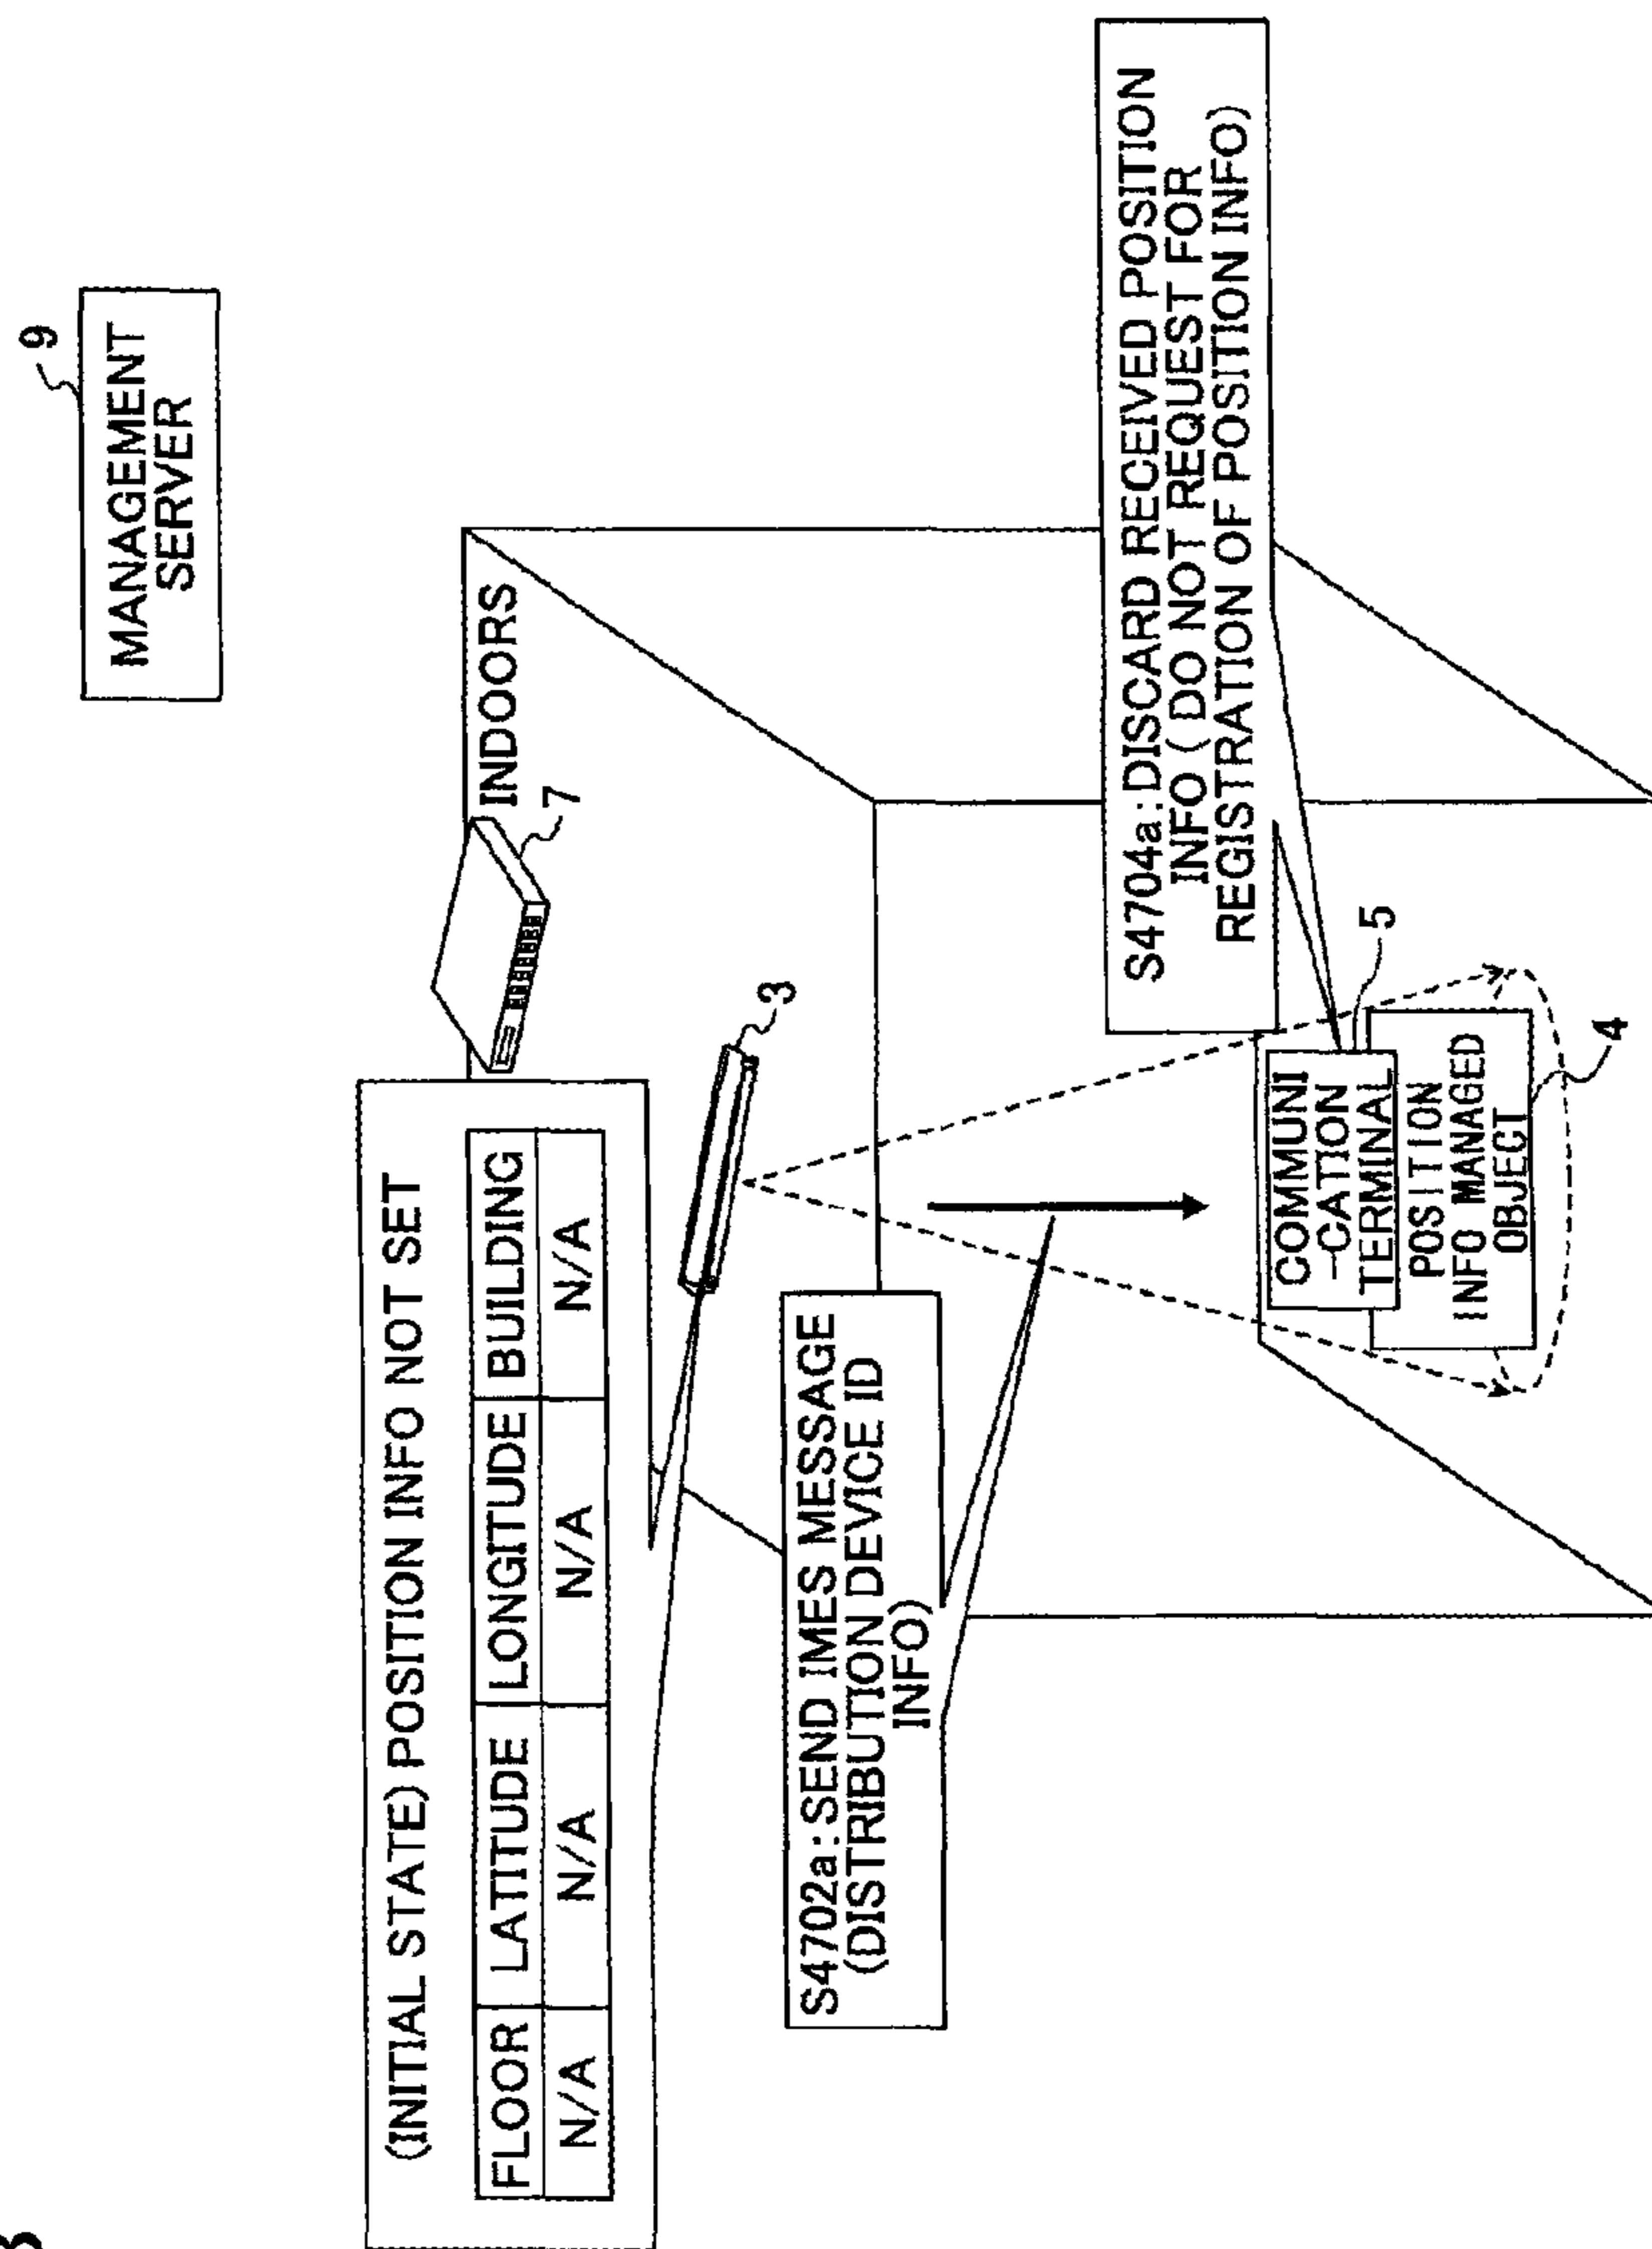 9
MANAGEMENT
SERVER
(INITIAL STATE) POSITION INFO NOT SET
FLOOR LATITUDE LONGITUDE BUILDING
N/A N/A N/A N/A
INDOORS
7
3
S4702a:SEND IMES MESSAGE
(DISTRIBUTION DEVICE ID
INFO)
S4704a:DISCARD RECEIVED POSITION
INFO (DO NOT REQUEST FOR
REGISTRATION OF POSITION INFO)
COMMUNI
-CATION
TERMINAL
5
POSITION
INFO MANAGED
OBJECT
4